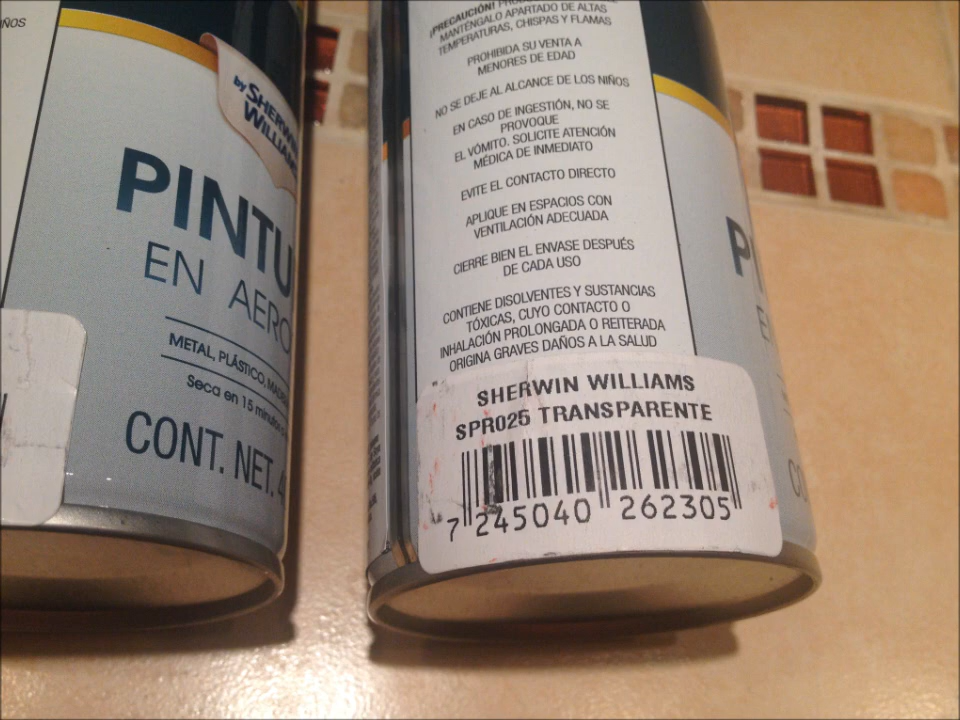 by SHERWIN
WILLIAMS
PINTU
EN AERO
METAL, PLÁSTICO,
Seca en 15
CONT. NET. 4
¡PRECAUCIÓN!
MANTÉNGALO APARTADO DE ALTAS
TEMPERATURAS, CHISPAS Y FLAMAS
PROHIBIDA SU VENTA A
MENORES DE EDAD
NO SE DEJE AL ALCANCE DE LOS NIÑOS
EN CASO DE INGESTIÓN, NO SE
PROVOQUE
EL VÓMITO. SOLICITE ATENCIÓN
MÉDICA DE INMEDIATO
EVITE EL CONTACTO DIRECTO
APLIQUE EN ESPACIOS CON
VENTILACIÓN ADECUADA
CIERRE BIEN EL ENVASE DESPUÉS
DE CADA USO
CONTIENE DISOLVENTES Y SUSTANCIAS
TÓXICAS, CUYO CONTACTO O
INHALACIÓN PROLONGADA O REITERADA
ORIGINA GRAVES DAÑOS A LA SALUD
SHERWIN WILLIAMS
SPR025 TRANSPARENTE
7 245040 262305